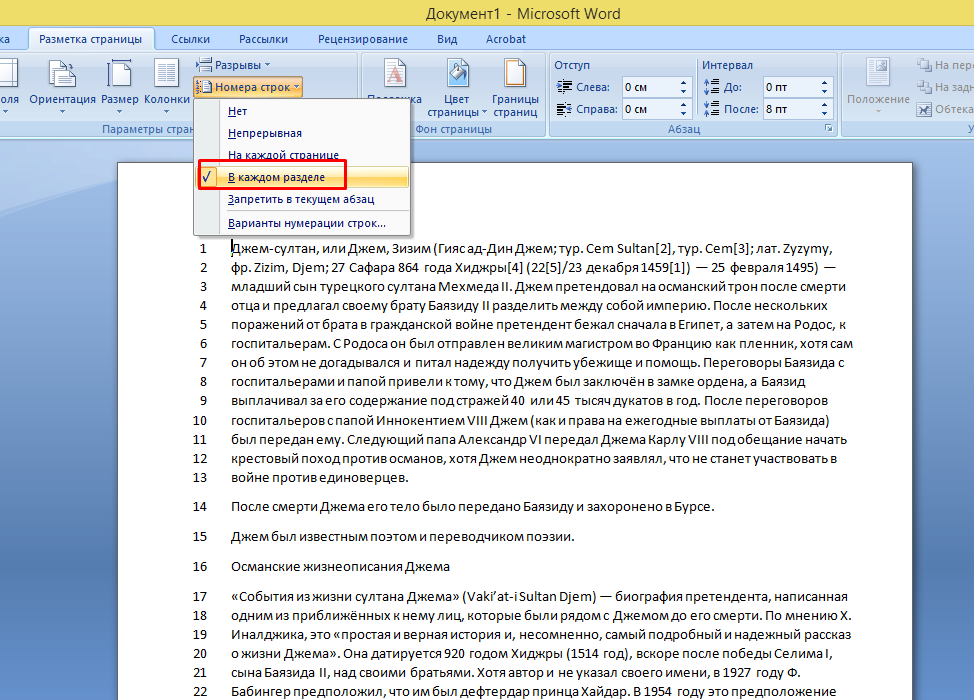 Документ1 - Microsoft Word
ка Разметка страницы Ссылки Рассылки Рецензирование Вид Acrobat
оля Ориентация Размер Колонки
Разрывы
Номера строк
Параметры стран
Нет
Непрерывная
На каждой странице
В каждом разделе
Запретить в текущем абзац
Варианты нумерации строк...
Цвет страницы
Границы страниц
Фон страницы
Отступ
Слева: 0 см
Справа: 0 см
Интервал
До: 0 пт
После: 8 пт
Абзац
Положение
На пере
На задн
Обтека
1 Джем-султан, или Джем, Зизим (Гияс ад-Дин Джем; тур. Cem Sultan[2], тур. Cem[3]; лат. Zyzymy,
2 фр. Zizim, Djem; 27 Сафара 864 года Хиджры[4] (22[5]/23 декабря 1459[1]) — 25 февраля 1495) —
3 младший сын турецкого султана Мехмеда II. Джем претендовал на османский трон после смерти
4 отца и предлагал своему брату Баязиду II разделить между собой империю. После нескольких
5 поражений от брата в гражданской войне претендент бежал сначала в Египет, а затем на Родос, к
6 госпитальерам. С Родоса он был отправлен великим магистром во Францию как пленник, хотя сам
7 он об этом не догадывался и питал надежду получить убежище и помощь. Переговоры Баязида с
8 госпитальерами и папой привели к тому, что Джем был заключён в замке ордена, а Баязид
9 выплачивал за его содержание под стражей 40 или 45 тысяч дукатов в год. После переговоров
10 госпитальеров с папой Иннокентием VIII Джем (как и права на ежегодные выплаты от Баязида)
11 был передан ему. Следующий папа Александр VI передал Джема Карлу VIII под обещание начать
12 крестовый поход против османов, хотя Джем неоднократно заявлял, что не станет участвовать в
13 войне против единоверцев.
14 После смерти Джема его тело было передано Баязиду и захоронено в Бурсе.
15 Джем был известным поэтом и переводчиком поэзии.
16 Османские жизнеописания Джема
17 «События из жизни султана Джема» (Vaki’at-i Sultan Djem) — биография претендента, написанная
18 одним из приближённых к нему лиц, которые были рядом с Джемом до его смерти. По мнению Х.
19 Иналджика, это «простая и верная история и, несомненно, самый подробный и надежный рассказ
20 о жизни Джема». Она датируется 920 годом Хиджры (1514 год), вскоре после победы Селима I,
21 сына Баязида II, над своими братьями. Хотя автор и не указал своего имени, в 1927 году Ф.
22 Бабингер предположил, что им был дефтердар принца Хайдар. В 1954 году это предположение